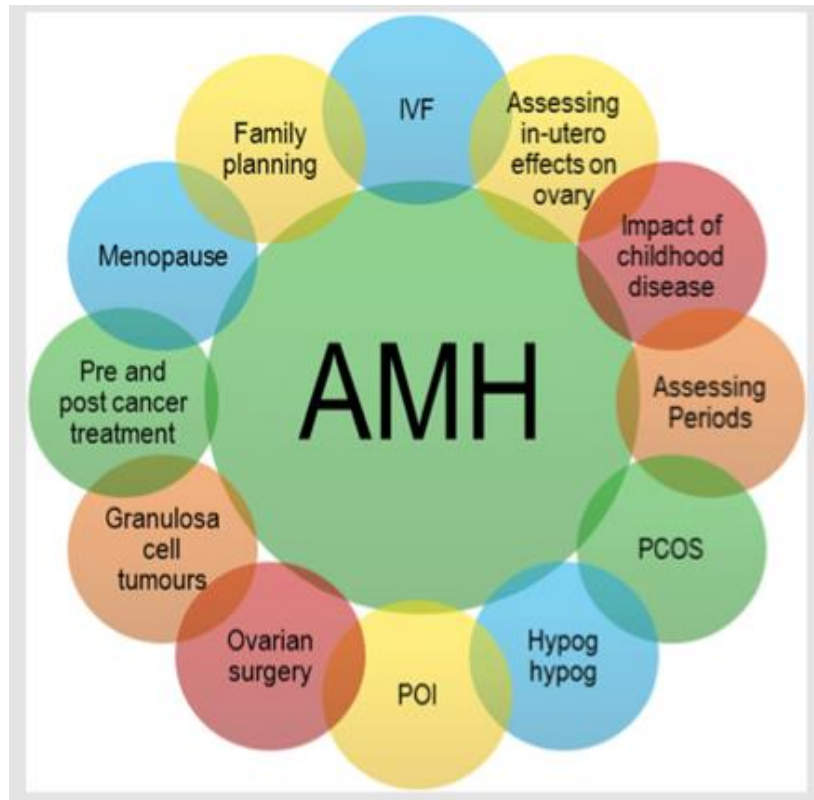 IVF
Assessing
in-utero
effects on
ovary
Impact of
childhood
disease
Assessing
Periods
PCOS
Hypog
hypog
POI
Ovarian
surgery
Granulosa
cell
tumours
Pre and
post cancer
treatment
Menopause
Family
planning
AMH